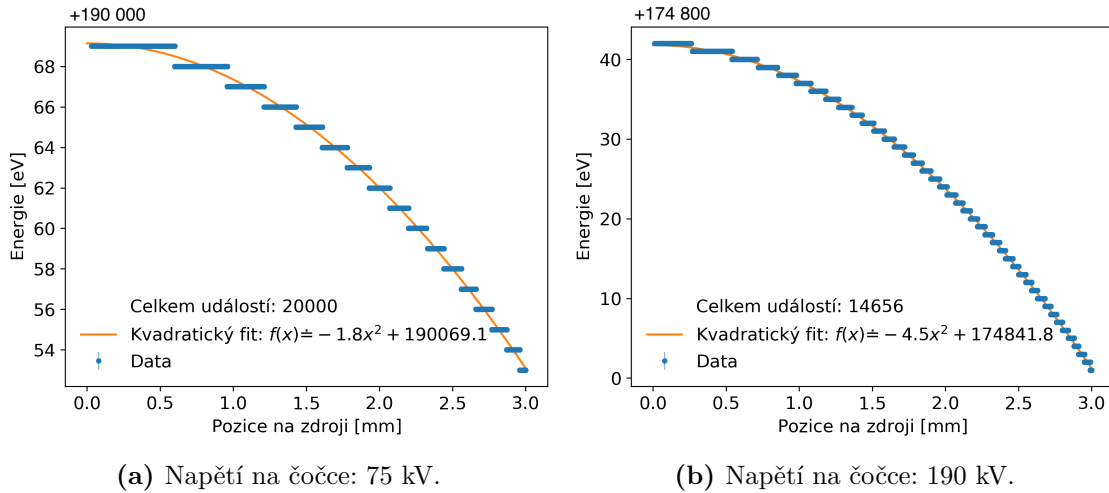 +190 000
Energie [eV]
68
66
64
62
60
58
56
54
Celkem událostí: 20000
Kvadratický fit: f(x)≐ − 1.8x² + 190069.1
Data
0.0 0.5 1.0 1.5 2.0 2.5 3.0
Pozice na zdroji [mm]
(a) Napětí na čočce: 75 kV.
+174 800
Energie [eV]
40
30
20
10
0
Celkem událostí: 14656
Kvadratický fit: f(x)≐ − 4.5x² + 174841.8
Data
0.0 0.5 1.0 1.5 2.0 2.5 3.0
Pozice na zdroji [mm]
(b) Napětí na čočce: 190 kV.